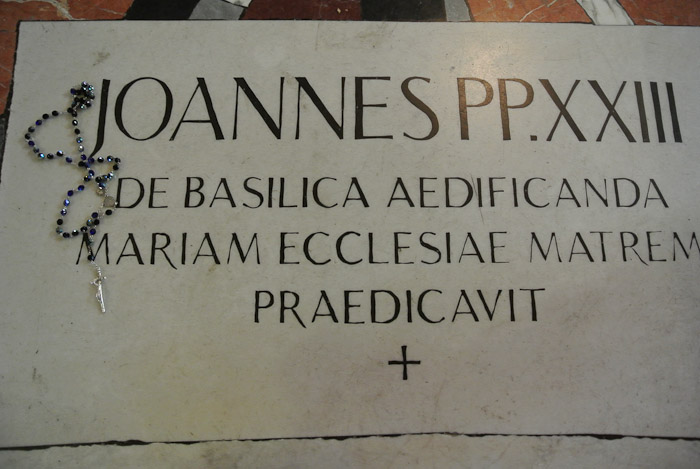 JOANNES PP.XXIII
DE BASILICA AEDIFICANDA
MARIAM ECCLESIAE MATREM
PRAEDICAVIT